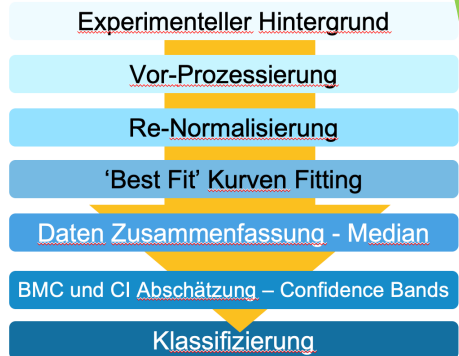 Experimenteller Hintergrund
Vor-Prozessierung
Re-Normalisierung
‘Best Fit’ Kurven Fitting
Daten Zusammenfassung - Median
BMC und CI Abschätzung – Confidence Bands
Klassifizierung